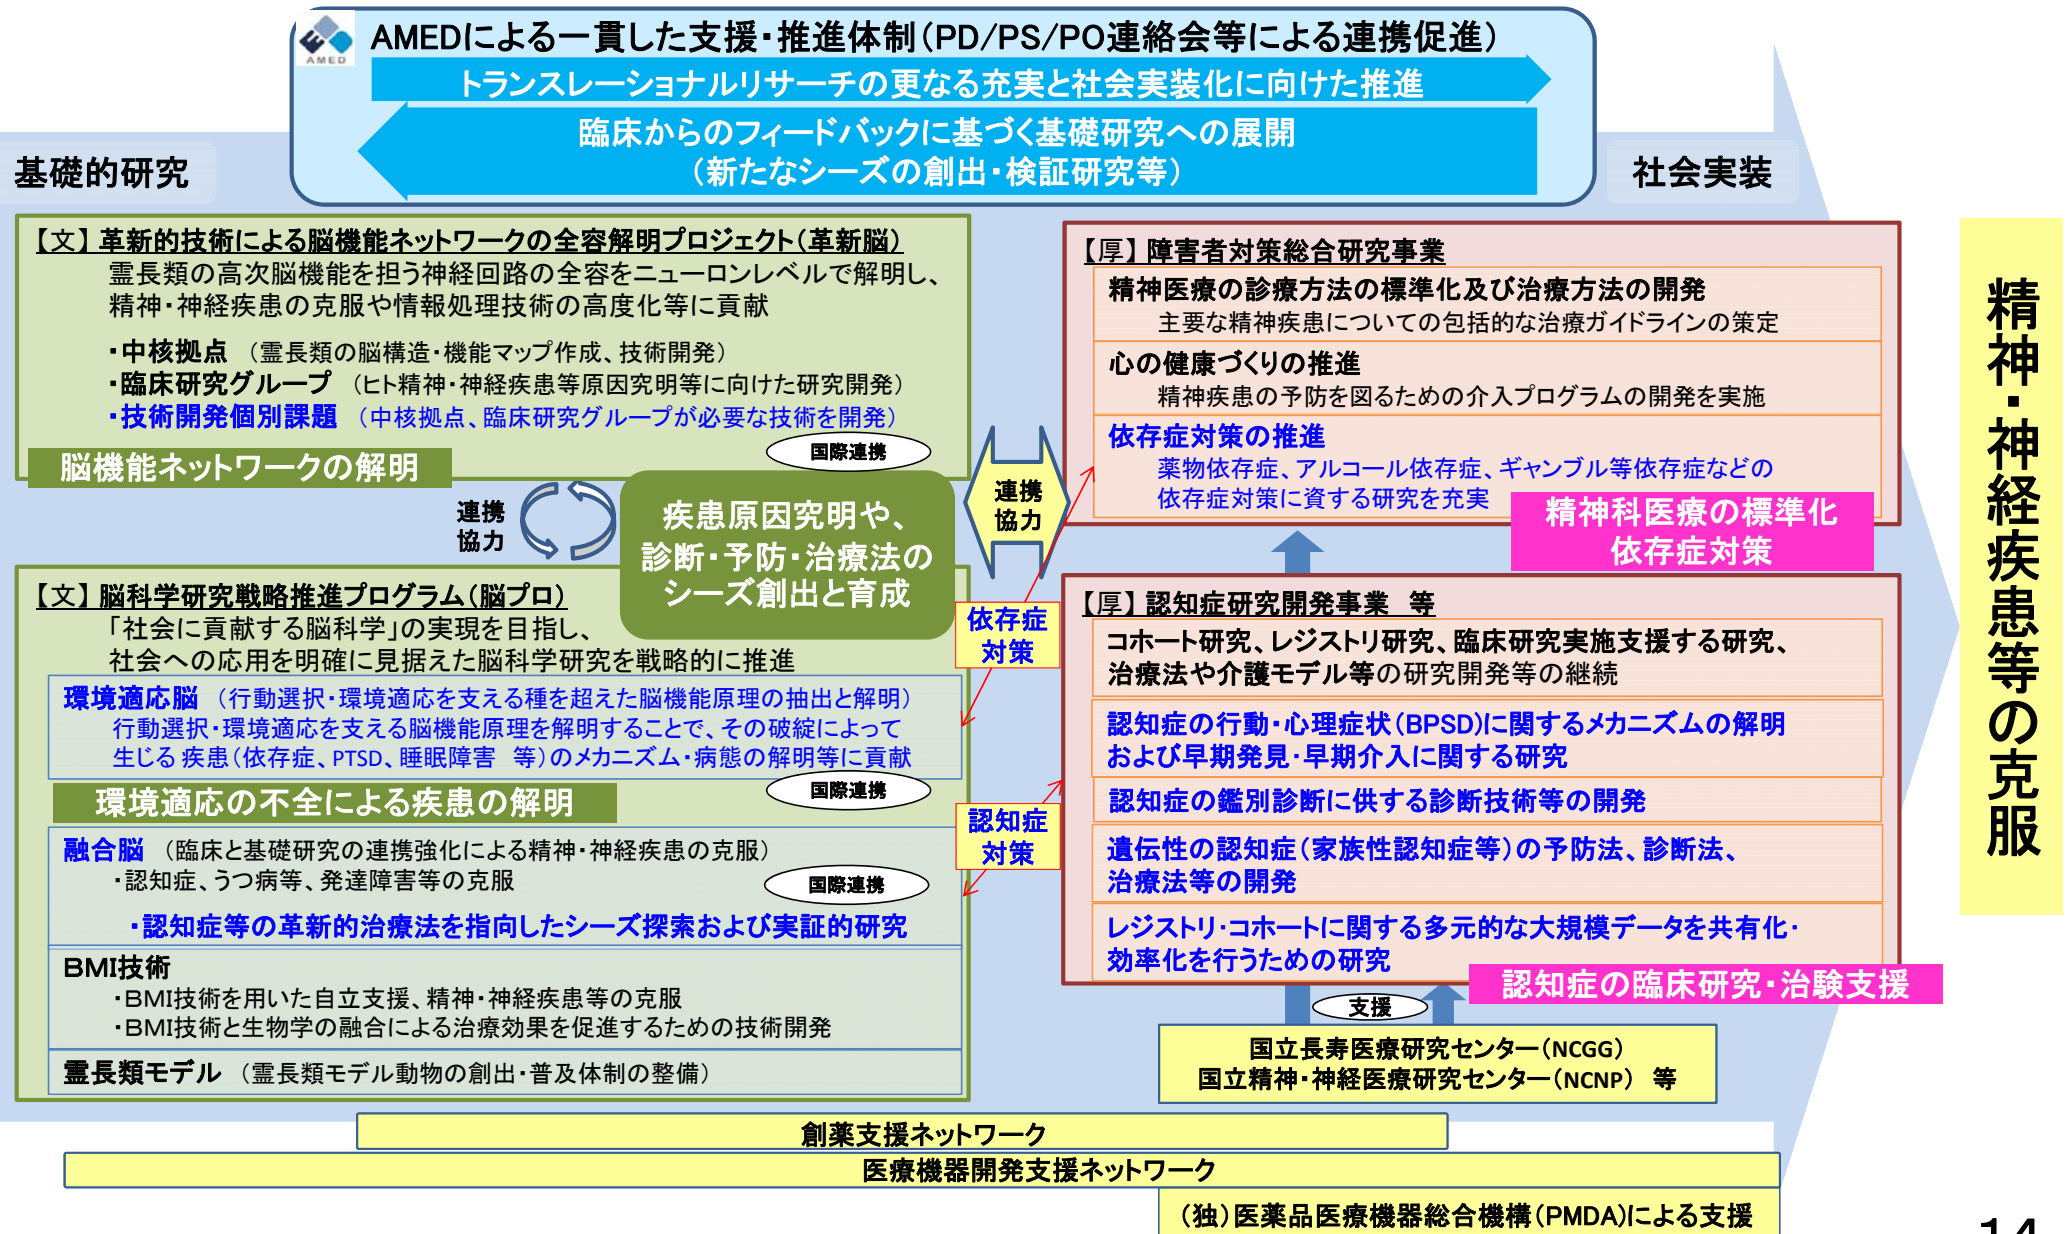 AMED
AMEDによる一貫した支援・推進体制(PD/PS/PO連絡会等による連携促進)
トランスレーショナルリサーチの更なる充実と社会実装化に向けた推進
臨床からのフィードバックに基づく基礎研究への展開
(新たなシーズの創出・検証研究等)
基礎的研究
社会実装
【文】革新的技術による脳機能ネットワークの全容解明プロジェクト(革新脳)
霊長類の高次脳機能を担う神経回路の全容をニューロンレベルで解明し、
精神・神経疾患の克服や情報処理技術の高度化等に貢献
・中核拠点 (霊長類の脳構造・機能マップ作成、技術開発)
・臨床研究グループ (ヒト精神・神経疾患等原因究明等に向けた研究開発)
・技術開発個別課題 (中核拠点、臨床研究グループが必要な技術を開発)
国際連携
脳機能ネットワークの解明
連携
協力
疾患原因究明や、
診断・予防・治療法の
シーズ創出と育成
連携
協力
【文】脳科学研究戦略推進プログラム(脳プロ)
「社会に貢献する脳科学」の実現を目指し、
社会への応用を明確に見据えた脳科学研究を戦略的に推進
環境適応脳 (行動選択・環境適応を支える種を超えた脳機能原理の抽出と解明)
行動選択・環境適応を支える脳機能原理を解明することで、その破綻によって
生じる 疾患(依存症、PTSD、睡眠障害 等)のメカニズム・病態の解明等に貢献
国際連携
環境適応の不全による疾患の解明
融合脳 (臨床と基礎研究の連携強化による精神・神経疾患の克服)
・認知症、うつ病等、発達障害等の克服
国際連携
・認知症等の革新的治療法を指向したシーズ探索および実証的研究
BMI技術
・BMI技術を用いた自立支援、精神・神経疾患等の克服
・BMI技術と生物学の融合による治療効果を促進するための技術開発
霊長類モデル (霊長類モデル動物の創出・普及体制の整備)
依存症
対策
認知症
対策
【厚】障害者対策総合研究事業
精神医療の診療方法の標準化及び治療方法の開発
主要な精神疾患についての包括的な治療ガイドラインの策定
心の健康づくりの推進
精神疾患の予防を図るための介入プログラムの開発を実施
依存症対策の推進
薬物依存症、アルコール依存症、ギャンブル等依存症などの
依存症対策に資する研究を充実
精神科医療の標準化
依存症対策
【厚】認知症研究開発事業 等
コホート研究、レジストリ研究、臨床研究実施支援する研究、
治療法や介護モデル等の研究開発等の継続
認知症の行動・心理症状(BPSD)に関するメカニズムの解明
および早期発見・早期介入に関する研究
認知症の鑑別診断に供する診断技術等の開発
遺伝性の認知症(家族性認知症等)の予防法、診断法、
治療法等の開発
レジストリ・コホートに関する多元的な大規模データを共有化・
効率化を行うための研究
認知症の臨床研究・治験支援
支援
国立長寿医療研究センター(NCGG)
国立精神・神経医療研究センター(NCNP) 等
精神・神経疾患等の克服
創薬支援ネットワーク
医療機器開発支援ネットワーク
(独)医薬品医療機器総合機構(PMDA)による支援
14